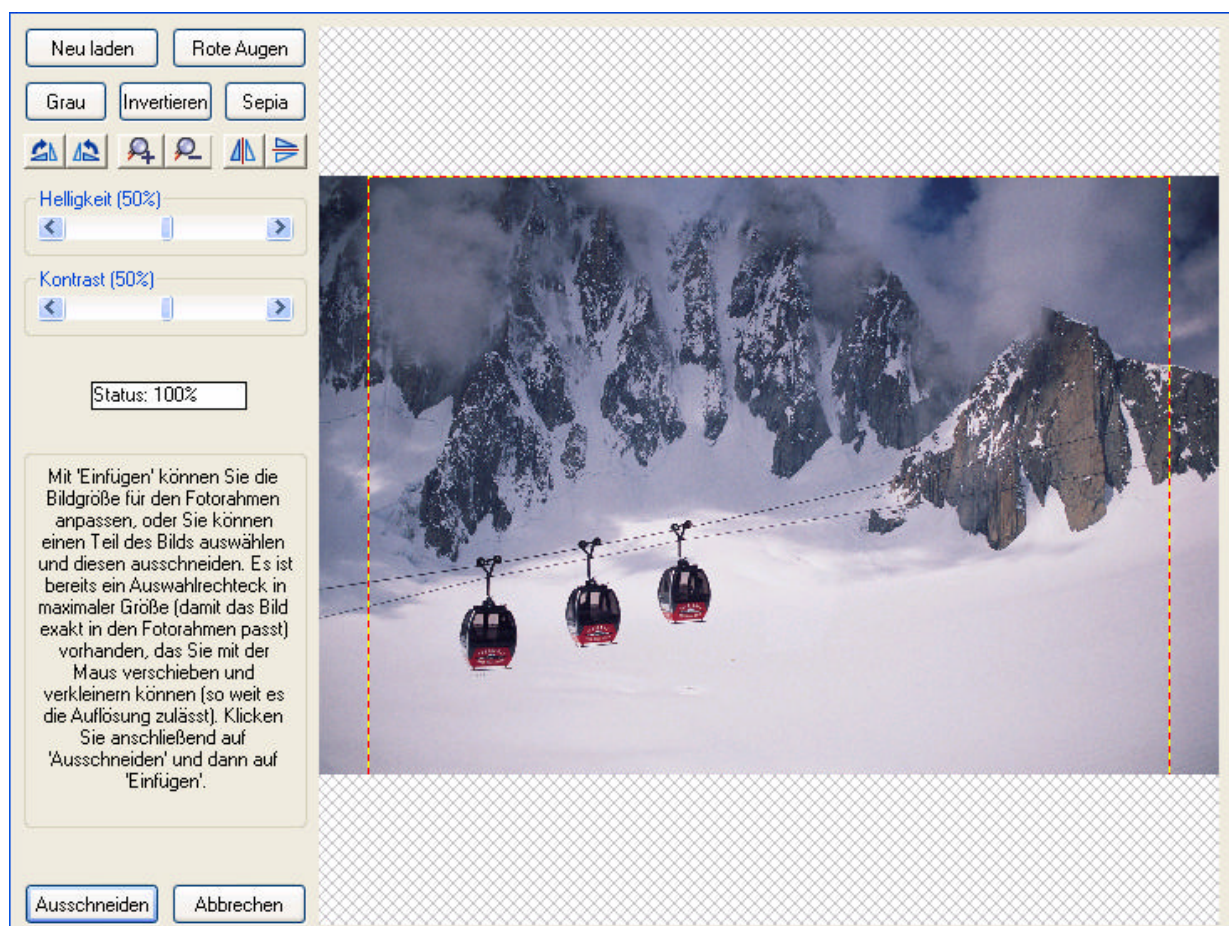 Neu laden
Rote Augen
Grau
Invertieren
Sepia
Helligkeit (50%)
Kontrast (50%)
Status: 100%
Mit 'Einfügen' können Sie die
Bildgröße für den Fotorahmen
anpassen, oder Sie können
einen Teil des Bilds auswählen
und diesen ausschneiden. Es ist
bereits ein Auswahlrechteck in
maximaler Größe (damit das Bild
exakt in den Fotorahmen passt)
vorhanden, das Sie mit der
Maus verschieben und
verkleinern können (so weit es
die Auflösung zulässt). Klicken
Sie anschließend auf
'Ausschneiden' und dann auf
'Einfügen'.
Ausschneiden
Abbrechen